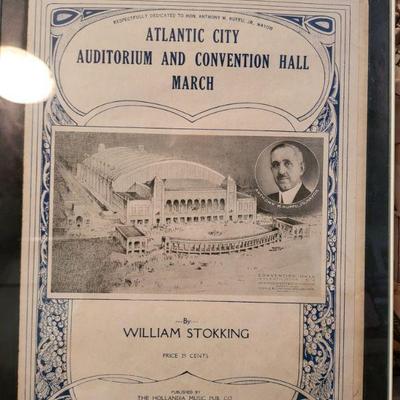 RESPECTFULLY DEDICATED TO HON. ANTHONY M. RUFFU, JR., MAYOR
ATLANTIC CITY
AUDITORIUM AND CONVENTION HALL
MARCH
CONVENTION HALL
By
WILLIAM STOKKING
PRICE 25 CENTS
PUBLISHED BY
THE HOLLANDIA MUSIC PUB. CO.